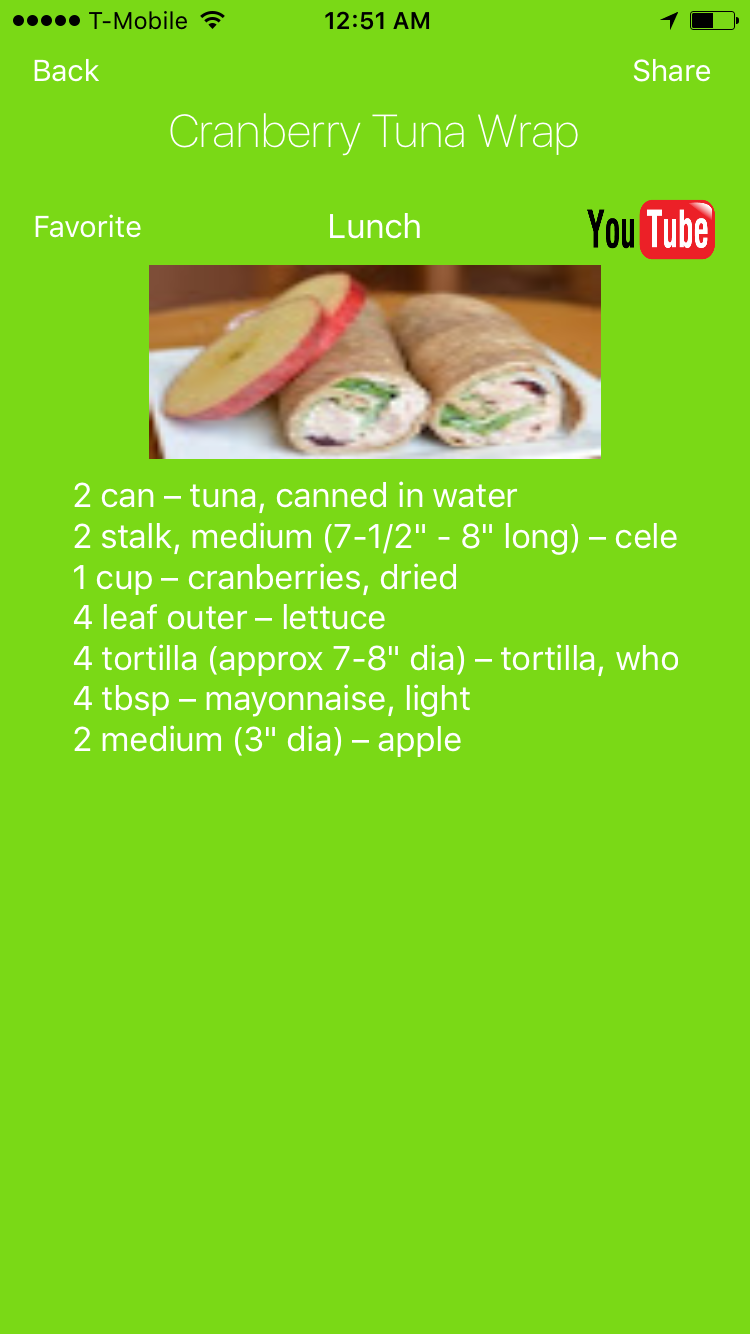 T-Mobile 12:51 AM
Back Share
Cranberry Tuna Wrap
Favorite Lunch YouTube
2 can – tuna, canned in water
2 stalk, medium (7-1/2" - 8" long) – cele
1 cup – cranberries, dried
4 leaf outer – lettuce
4 tortilla (approx 7-8" dia) – tortilla, who
4 tbsp – mayonnaise, light
2 medium (3" dia) – apple